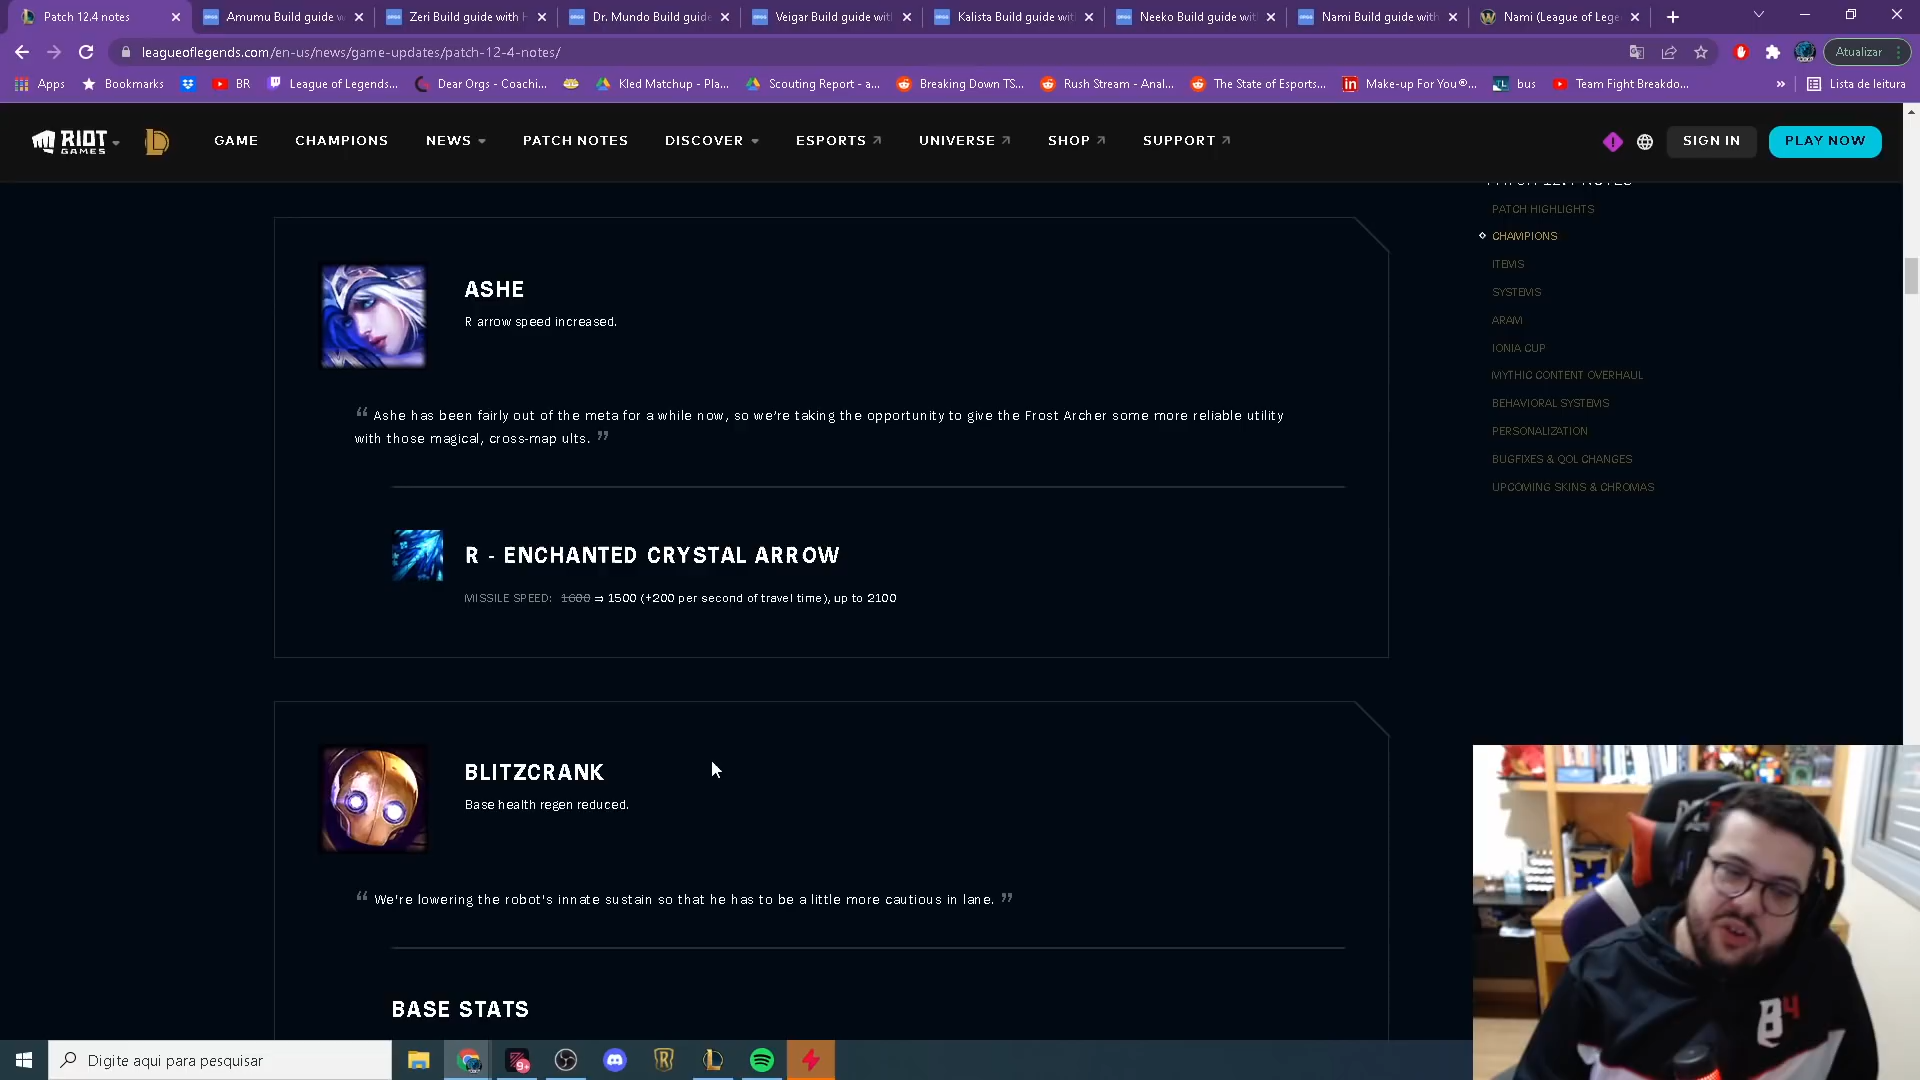 Patch 12.4 notes
Amumu Build guide w
Zeri Build guide with H
Dr. Mundo Build guide
Veigar Build guide wit
Kalista Build guide wit
Neeko Build guide wit
Nami Build guide with
Nami (League of Lege
leagueoflegends.com/en-us/news/game-updates/patch-12-4-notes/
Atualizar
Apps
Bookmarks
BR
League of Legends...
Dear Orgs - Coachi...
Kled Matchup - Pla...
Scouting Report - a...
Breaking Down TS...
Rush Stream - Anal...
The State of Esports...
Make-up For You®...
bus
Team Fight Breakdo...
»
Lista de leitura
RIOT GAMES
GAME
CHAMPIONS
NEWS
PATCH NOTES
DISCOVER
ESPORTS
UNIVERSE
SHOP
SUPPORT
SIGN IN
PLAY NOW
PATCH 12.4 NOTES
PATCH HIGHLIGHTS
CHAMPIONS
ITEMS
SYSTEMS
ARAM
IONIA CUP
MYTHIC CONTENT OVERHAUL
BEHAVIORAL SYSTEMS
PERSONALIZATION
BUGFIXES & QOL CHANGES
UPCOMING SKINS & CHROMAS
ASHE
R arrow speed increased.
“ Ashe has been fairly out of the meta for a while now, so we're taking the opportunity to give the Frost Archer some more reliable utility
with those magical, cross-map ults. ”
R - ENCHANTED CRYSTAL ARROW
MISSILE SPEED: 1600 ⇒ 1500 (+200 per second of travel time), up to 2100
BLITZCRANK
Base health regen reduced.
“ We're lowering the robot's innate sustain so that he has to be a little more cautious in lane. ”
BASE STATS
B4
Digite aqui para pesquisar
9+